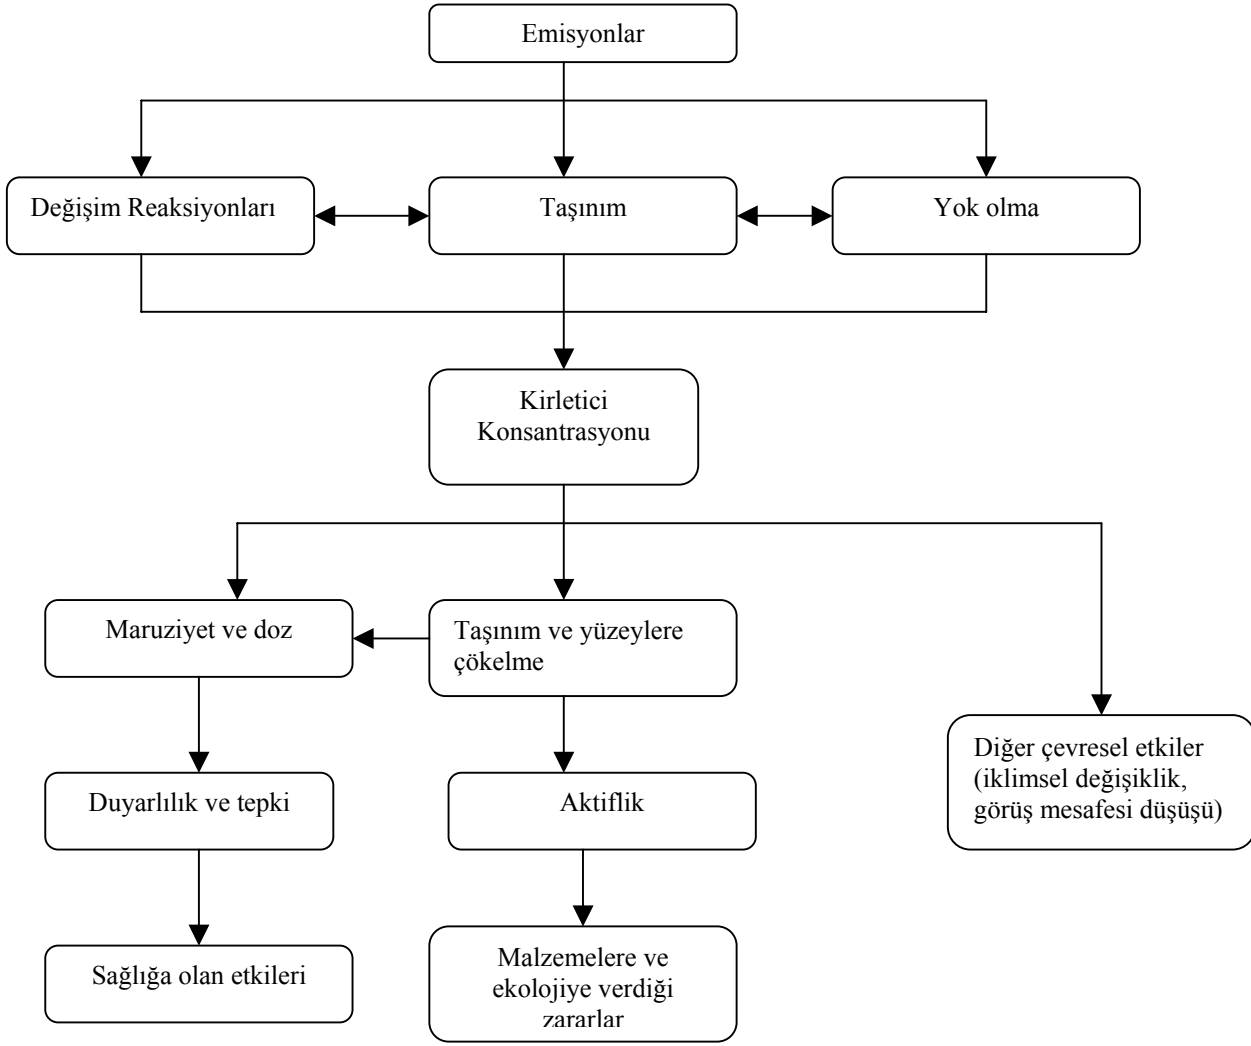 Emisyonlar
Değişim Reaksiyonları
Taşınım
Yok olma
Kirletici
Konsantrasyonu
Maruziyet ve doz
Taşınım ve yüzeylere
çökelme
Diğer çevresel etkiler
(iklimsel değişiklik,
görüş mesafesi düşüşü)
Duyarlılık ve tepki
Aktiflik
Sağlığa olan etkileri
Malzemelere ve
ekolojiye verdiği
zararlar